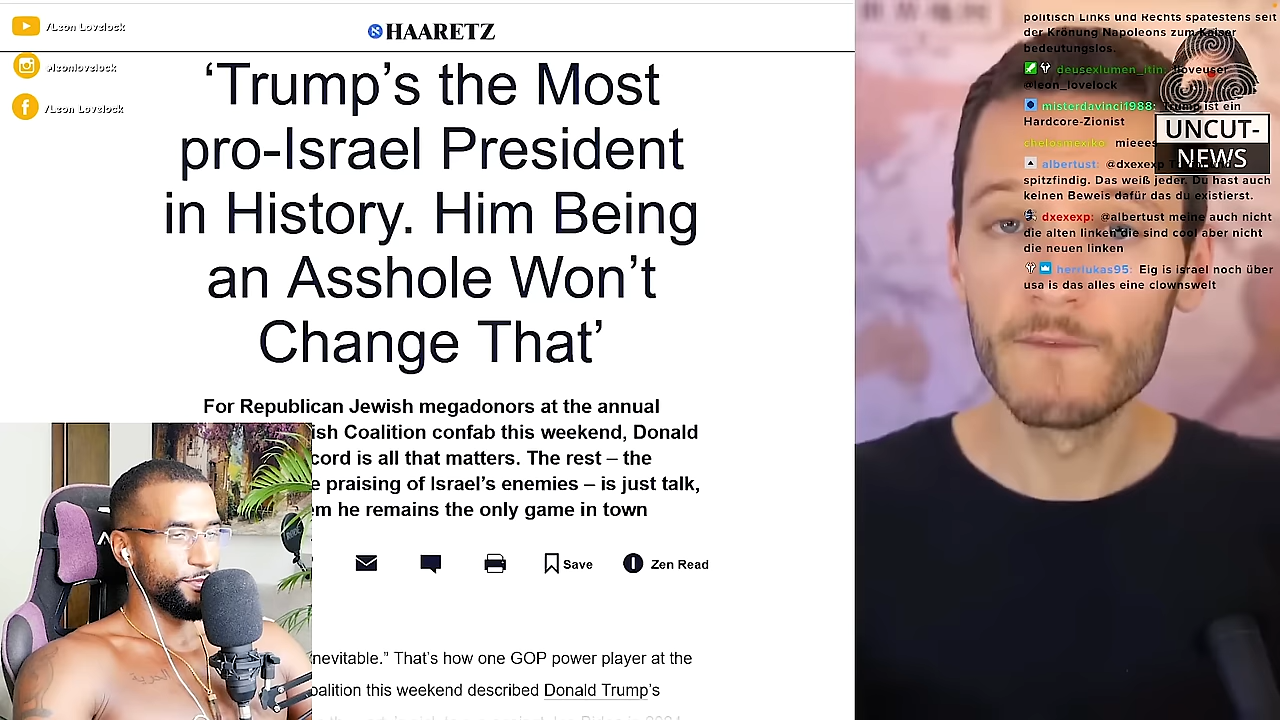 /Leon Lovelock
/leonlovelock
/Leon Lovelock
HAARETZ
‘Trump’s the Most
pro-Israel President
in History. Him Being
an Asshole Won’t
Change That’
For Republican Jewish megadonors at the annual
ish Coalition confab this weekend, Donald
cord is all that matters. The rest – the
e praising of Israel’s enemies – is just talk,
em he remains the only game in town
Save
Zen Read
nevitable.” That’s how one GOP power player at the
oalition this weekend described Donald Trump’s
politisch Links und Rechts spätestens seit
der Krönung Napoleons zum Kaiser
bedeutungslos.
deusexlumen_itin: iloveuser
@leon_lovelock
misterdavinci1988: ist ein
Hardcore-Zionist
mieees
albertust: @dxexexp
spitzfindig. Das weiß jeder. Du hast auch
keinen Beweis dafür das du existierst.
dxexexp: @albertust meine auch nicht
die alten linken die sind cool aber nicht
die neuen linken
herrlukas95: Eig is israel noch über
usa is das alles eine clownswelt
UNCUT-
NEWS